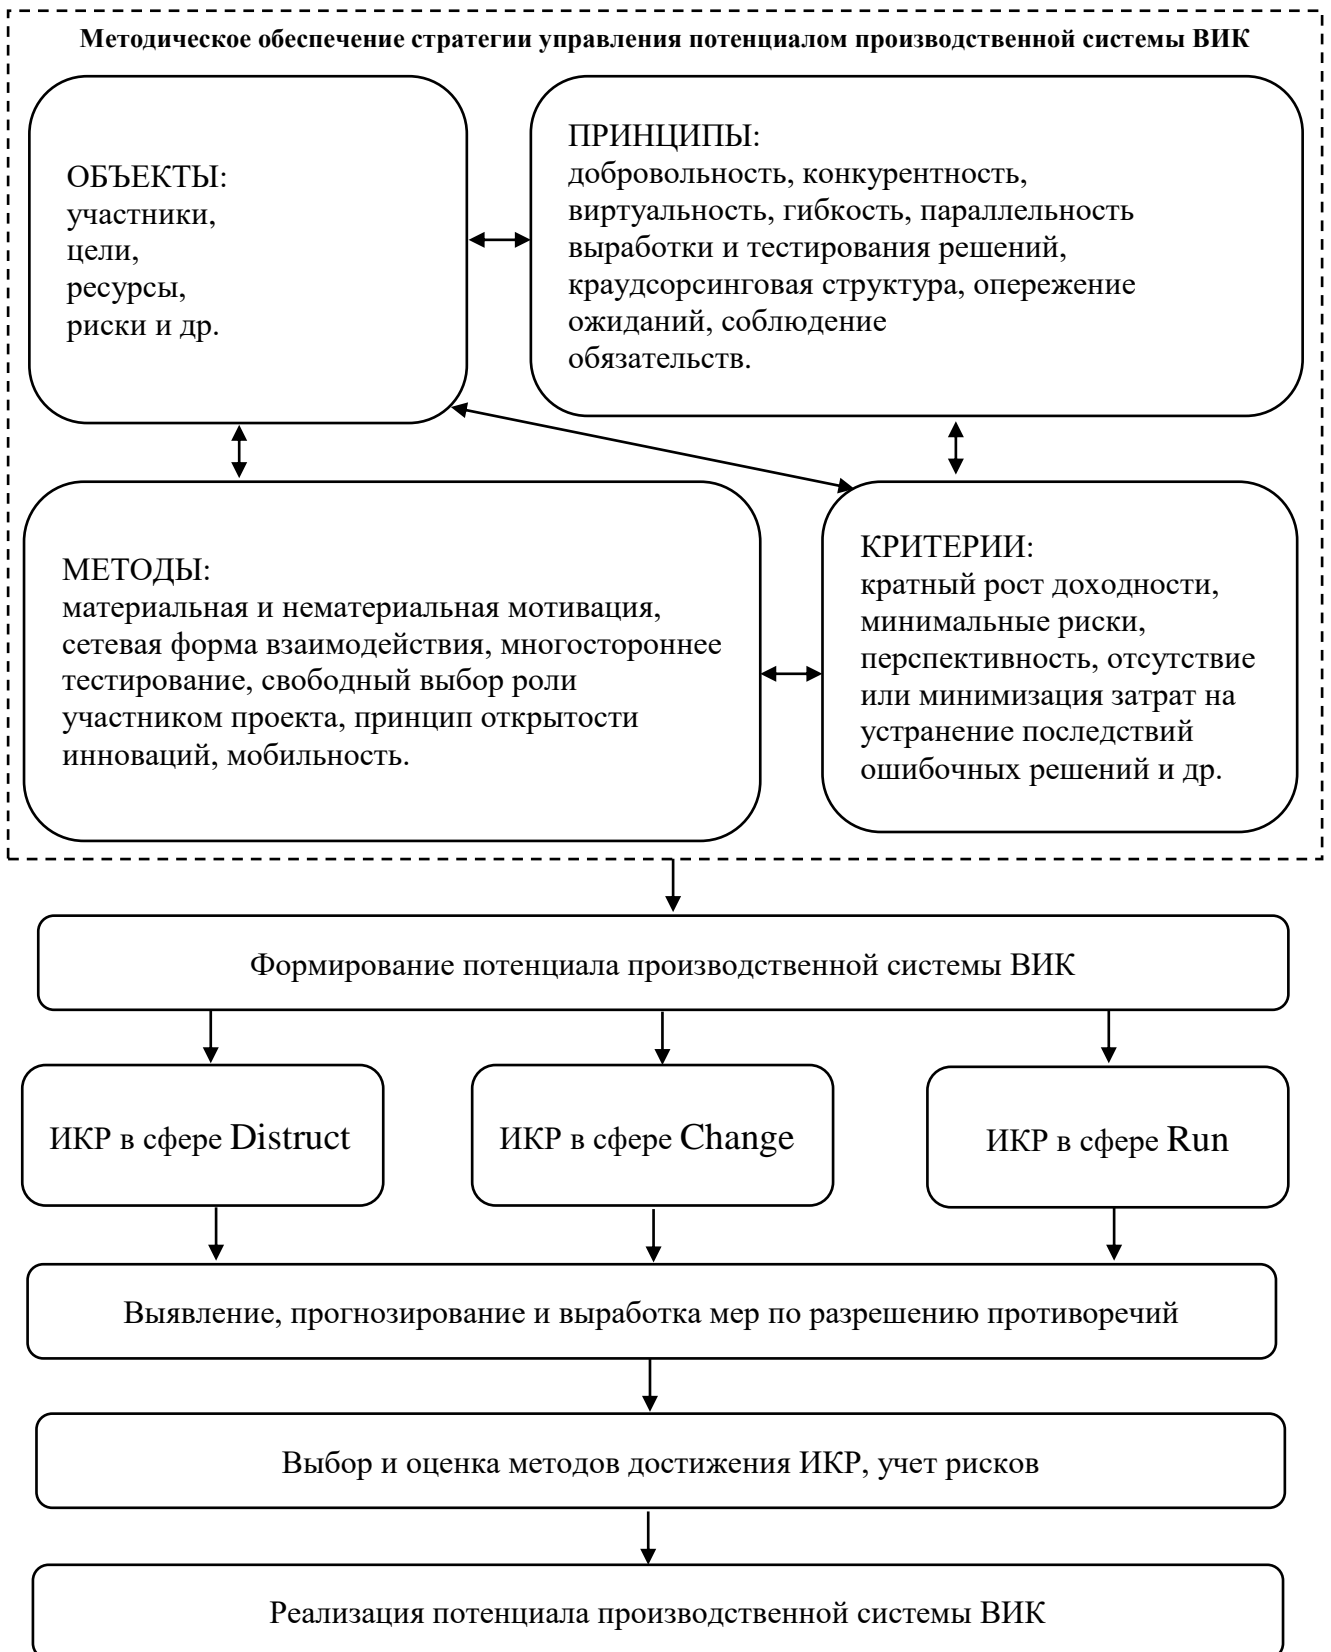 Методическое обеспечение стратегии управления потенциалом производственной системы ВИК
ОБЪЕКТЫ:
участники,
цели,
ресурсы,
риски и др.
ПРИНЦИПЫ:
добровольность, конкурентность,
виртуальность, гибкость, параллельность
выработки и тестирования решений,
краудсорсинговая структура, опережение
ожиданий, соблюдение
обязательств.
МЕТОДЫ:
материальная и нематериальная мотивация,
сетевая форма взаимодействия, многостороннее
тестирование, свободный выбор роли
участником проекта, принцип открытости
инноваций, мобильность.
КРИТЕРИИ:
кратный рост доходности,
минимальные риски,
перспективность, отсутствие
или минимизация затрат на
устранение последствий
ошибочных решений и др.
Формирование потенциала производственной системы ВИК
ИКР в сфере Distruct
ИКР в сфере Change
ИКР в сфере Run
Выявление, прогнозирование и выработка мер по разрешению противоречий
Выбор и оценка методов достижения ИКР, учет рисков
Реализация потенциала производственной системы ВИК